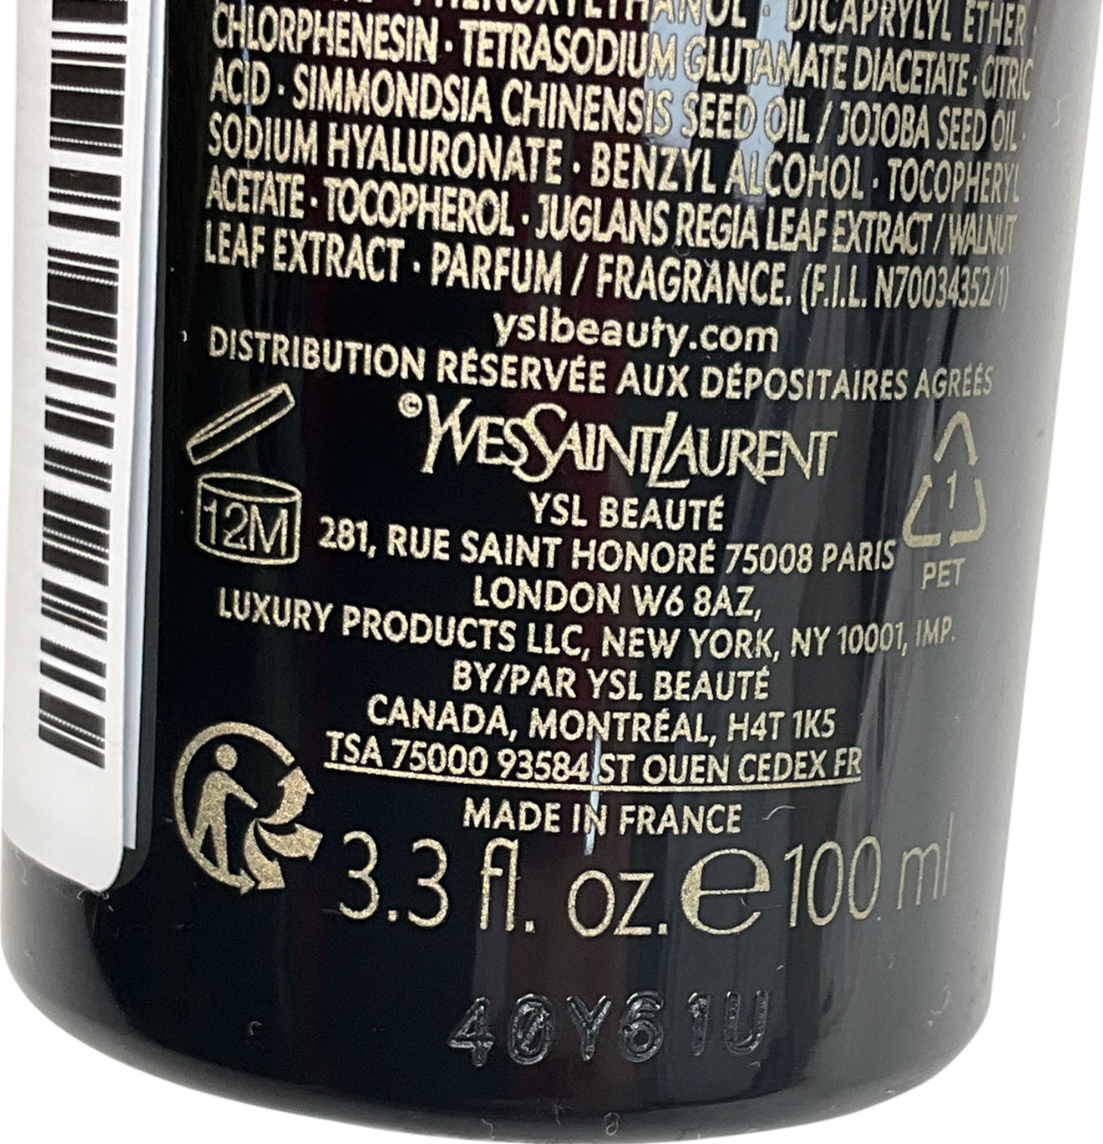 PHENOXYETHANOL · DICAPRYLYL ETHER ·
CHLORPHENESIN · TETRASODIUM GLUTAMATE DIACETATE · CITRIC
ACID · SIMMONDSIA CHINENSIS SEED OIL / JOJOBA SEED OIL ·
SODIUM HYALURONATE · BENZYL ALCOHOL · TOCOPHERYL
ACETATE · TOCOPHEROL · JUGLANS REGIA LEAF EXTRACT / WALNUT
LEAF EXTRACT · PARFUM / FRAGRANCE. (F.I.L. N70034352/1)
yslbeauty.com
DISTRIBUTION RÉSERVÉE AUX DÉPOSITAIRES AGRÉÉS
©YVESSAINTLAURENT
12M
YSL BEAUTÉ
281, RUE SAINT HONORÉ 75008 PARIS
1
PET
LONDON W6 8AZ,
LUXURY PRODUCTS LLC, NEW YORK, NY 10001, IMP.
BY/PAR YSL BEAUTÉ
CANADA, MONTRÉAL, H4T 1K5
TSA 75000 93584 ST OUEN CEDEX FR
MADE IN FRANCE
3.3 fl. oz. e 100 ml
40Y61U